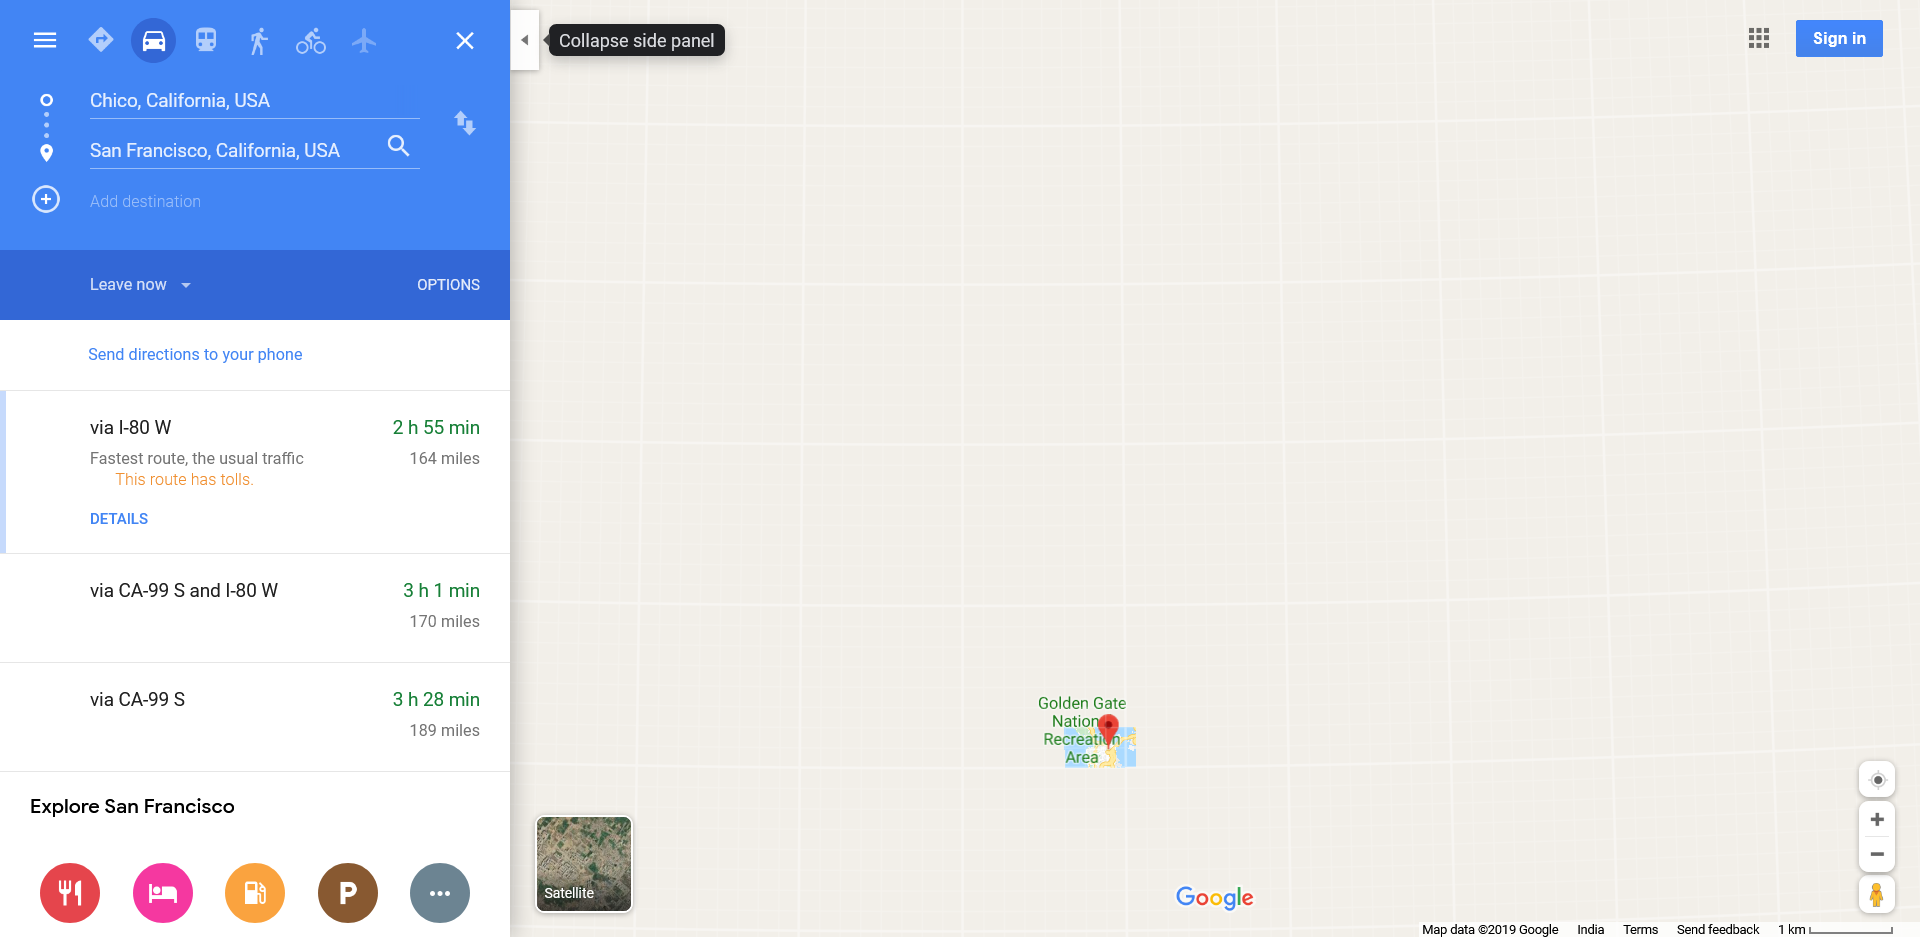 Collapse side panel
Sign in
Chico, California, USA
San Francisco, California, USA
Add destination
Leave now
OPTIONS
Send directions to your phone
via I-80 W
2 h 55 min
Fastest route, the usual traffic
164 miles
This route has tolls.
DETAILS
via CA-99 S and I-80 W
3 h 1 min
170 miles
via CA-99 S
3 h 28 min
189 miles
Explore San Francisco
P
Golden Gate
National
Recreation
Area
Satellite
Google
Map data ©2019 Google
India
Terms
Send feedback
1 km